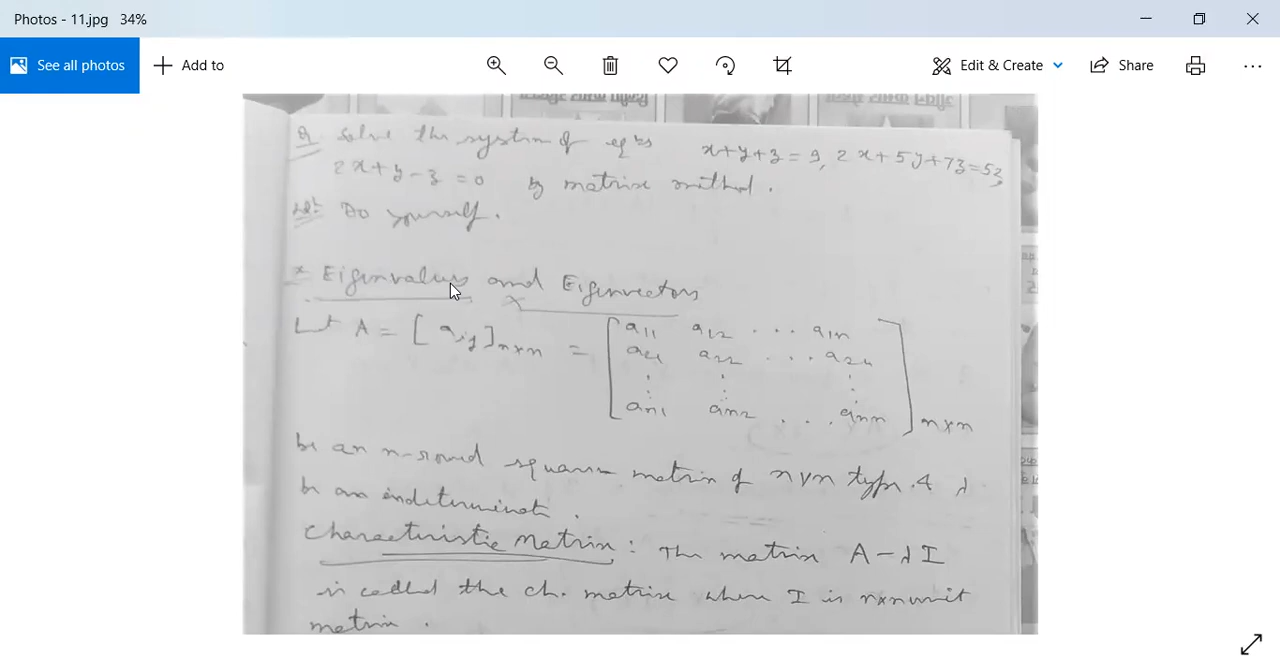 Photos - 11.jpg 34%
See all photos
Add to
Edit & Create
Share
Q Solve the system of eqns x+y+z = 9, 2x + 5y+7z=52,
2x+y-z =0 by matrix method.
Sol: Do yourself.
* Eigenvalues and Eigenvectors
Let A = [aij]n×n = [a11 a12 ... a1n
a21 a22 ... a2n
⋮ ⋮ ⋮
an1 an2 ... ann]n×n
be an n-rowed square matrix of n×n type. & λ
be an indeterminate.
Characteristic Matrix: The matrix A-λI
is called the ch. matrix where I is n×n unit
matrix.